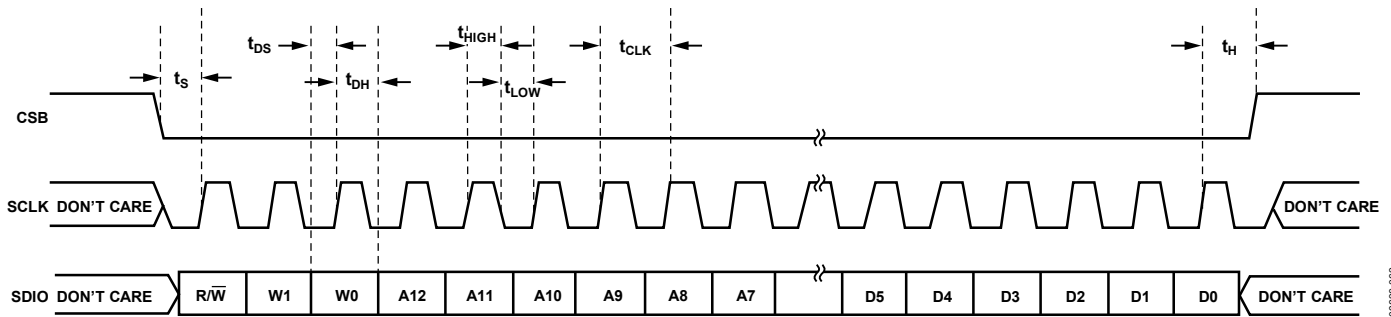 tDS
tHIGH
tCLK
tH
tS
tDH
tLOW
CSB
SCLK DON'T CARE
DON'T CARE
SDIO DON'T CARE
R/W̅
W1
W0
A12
A11
A10
A9
A8
A7
D5
D4
D3
D2
D1
D0
DON'T CARE